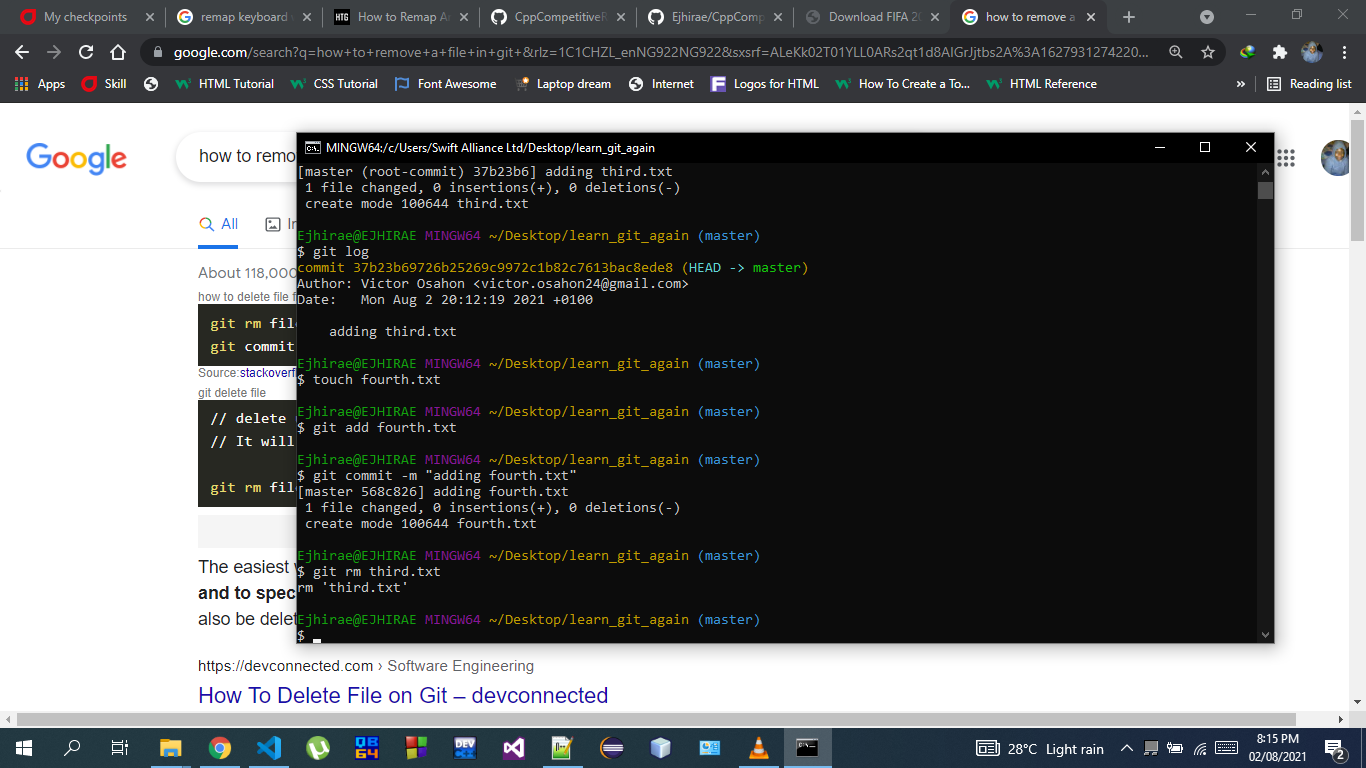 My checkpoints
remap keyboard
How to Remap A
CppCompetitiveR
Ejhirae/CppComp
Download FIFA 20
how to remove a
google.com/search?q=how+to+remove+a+file+in+git+&rlz=1C1CHZL_enNG922NG922&sxsrf=ALeKk02T01YLL0ARs2qt1d8AIGrJjtbs2A%3A1627931274220...
Apps
Skill
HTML Tutorial
CSS Tutorial
Font Awesome
Laptop dream
Internet
Logos for HTML
How To Create a To...
HTML Reference
»
Reading list
Google
how to remo
All
About 118,000
how to delete file
git rm file
git commit
Source:stackoverf
git delete file
// delete
// It will
git rm file
The easiest
and to spec
also be delet
https://devconnected.com › Software Engineering
How To Delete File on Git – devconnected
MINGW64:/c/Users/Swift Alliance Ltd/Desktop/learn_git_again
[master (root-commit) 37b23b6] adding third.txt
1 file changed, 0 insertions(+), 0 deletions(-)
create mode 100644 third.txt
Ejhirae@EJHIRAE MINGW64 ~/Desktop/learn_git_again (master)
$ git log
commit 37b23b69726b25269c9972c1b82c7613bac8ede8 (HEAD -> master)
Author: Victor Osahon <victor.osahon24@gmail.com>
Date:   Mon Aug 2 20:12:19 2021 +0100
adding third.txt
Ejhirae@EJHIRAE MINGW64 ~/Desktop/learn_git_again (master)
$ touch fourth.txt
Ejhirae@EJHIRAE MINGW64 ~/Desktop/learn_git_again (master)
$ git add fourth.txt
Ejhirae@EJHIRAE MINGW64 ~/Desktop/learn_git_again (master)
$ git commit -m "adding fourth.txt"
[master 568c826] adding fourth.txt
1 file changed, 0 insertions(+), 0 deletions(-)
create mode 100644 fourth.txt
Ejhirae@EJHIRAE MINGW64 ~/Desktop/learn_git_again (master)
$ git rm third.txt
rm 'third.txt'
Ejhirae@EJHIRAE MINGW64 ~/Desktop/learn_git_again (master)
$
28°C Light rain
8:15 PM
02/08/2021
2